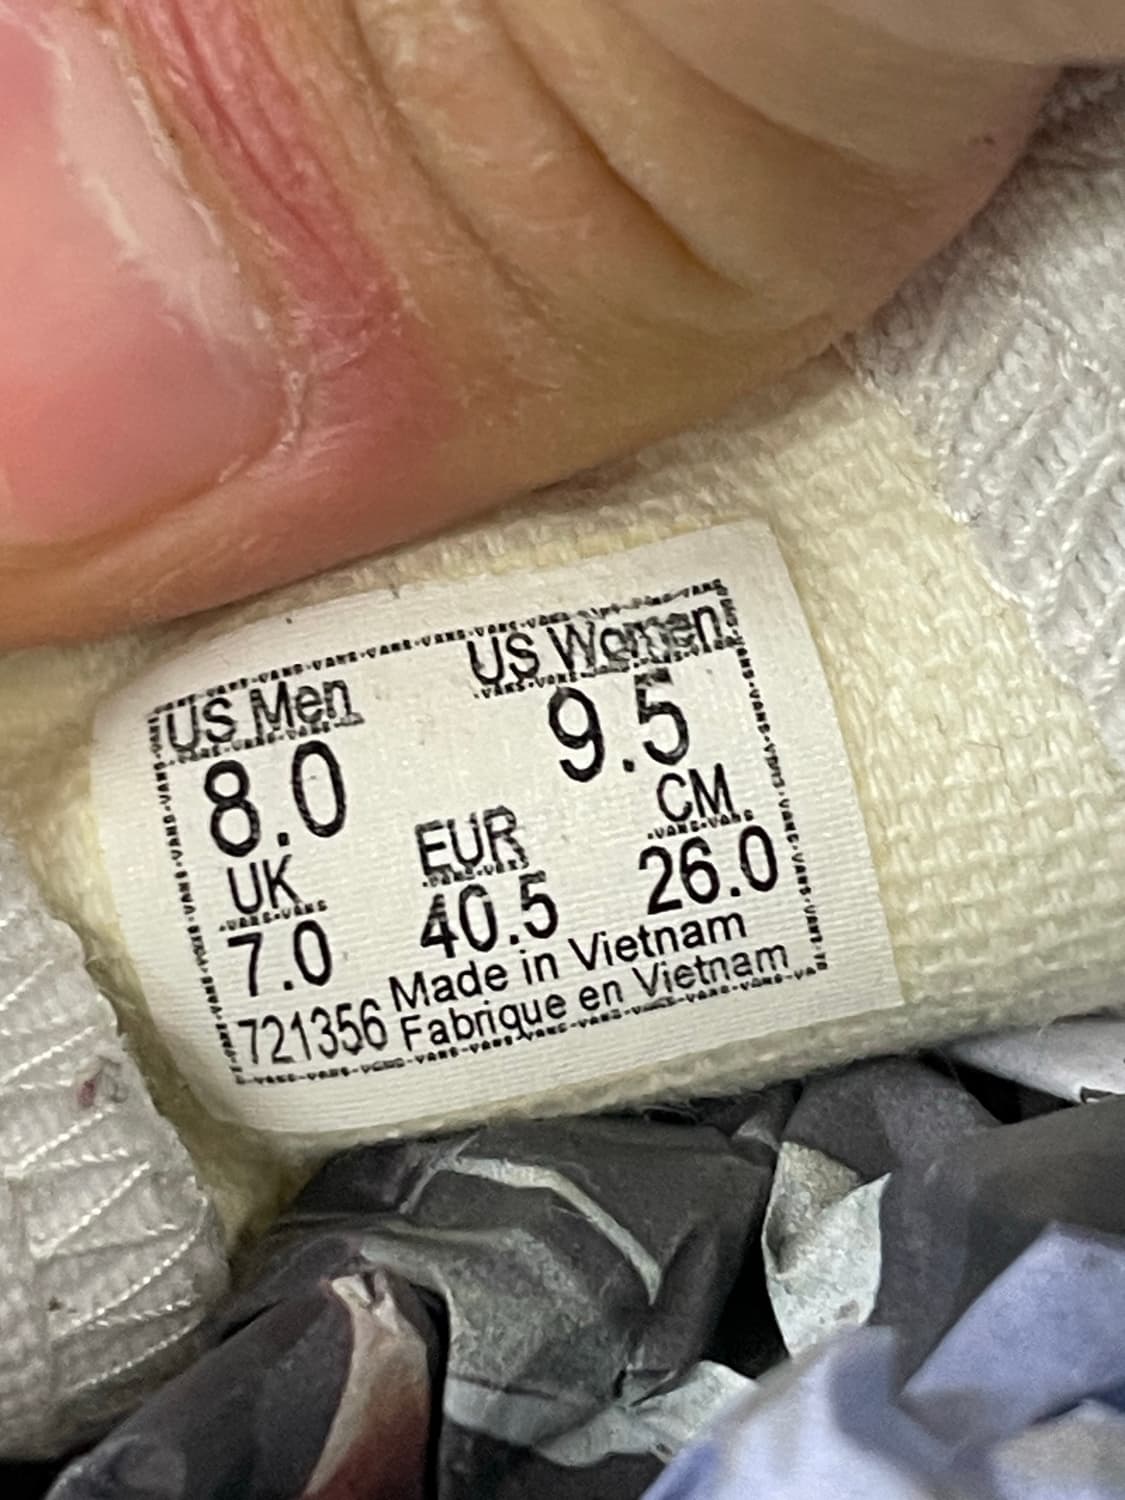 US Men US Women
8.0 9.5
UK EUR CM
7.0 40.5 26.0
Made in Vietnam
721356 Fabrique en Vietnam